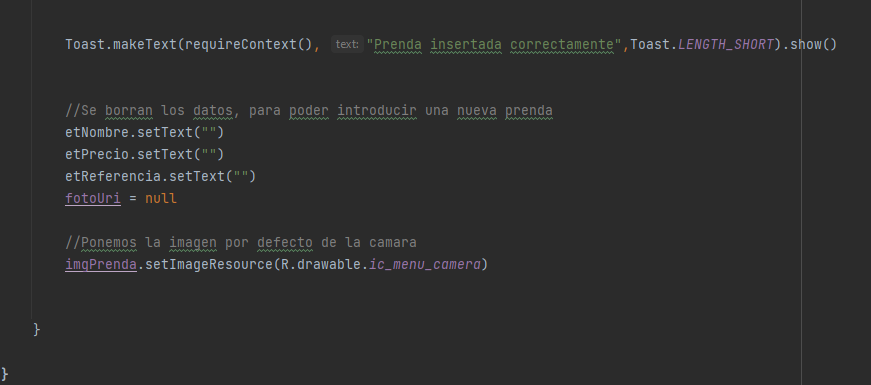 Toast.makeText(requireContext(), text: "Prenda insertada correctamente",Toast.LENGTH_SHORT).show()
//Se borran los datos, para poder introducir una nueva prenda
etNombre.setText("")
etPrecio.setText("")
etReferencia.setText("")
fotoUri = null
//Ponemos la imagen por defecto de la camara
imgPrenda.setImageResource(R.drawable.ic_menu_camera)
}
}